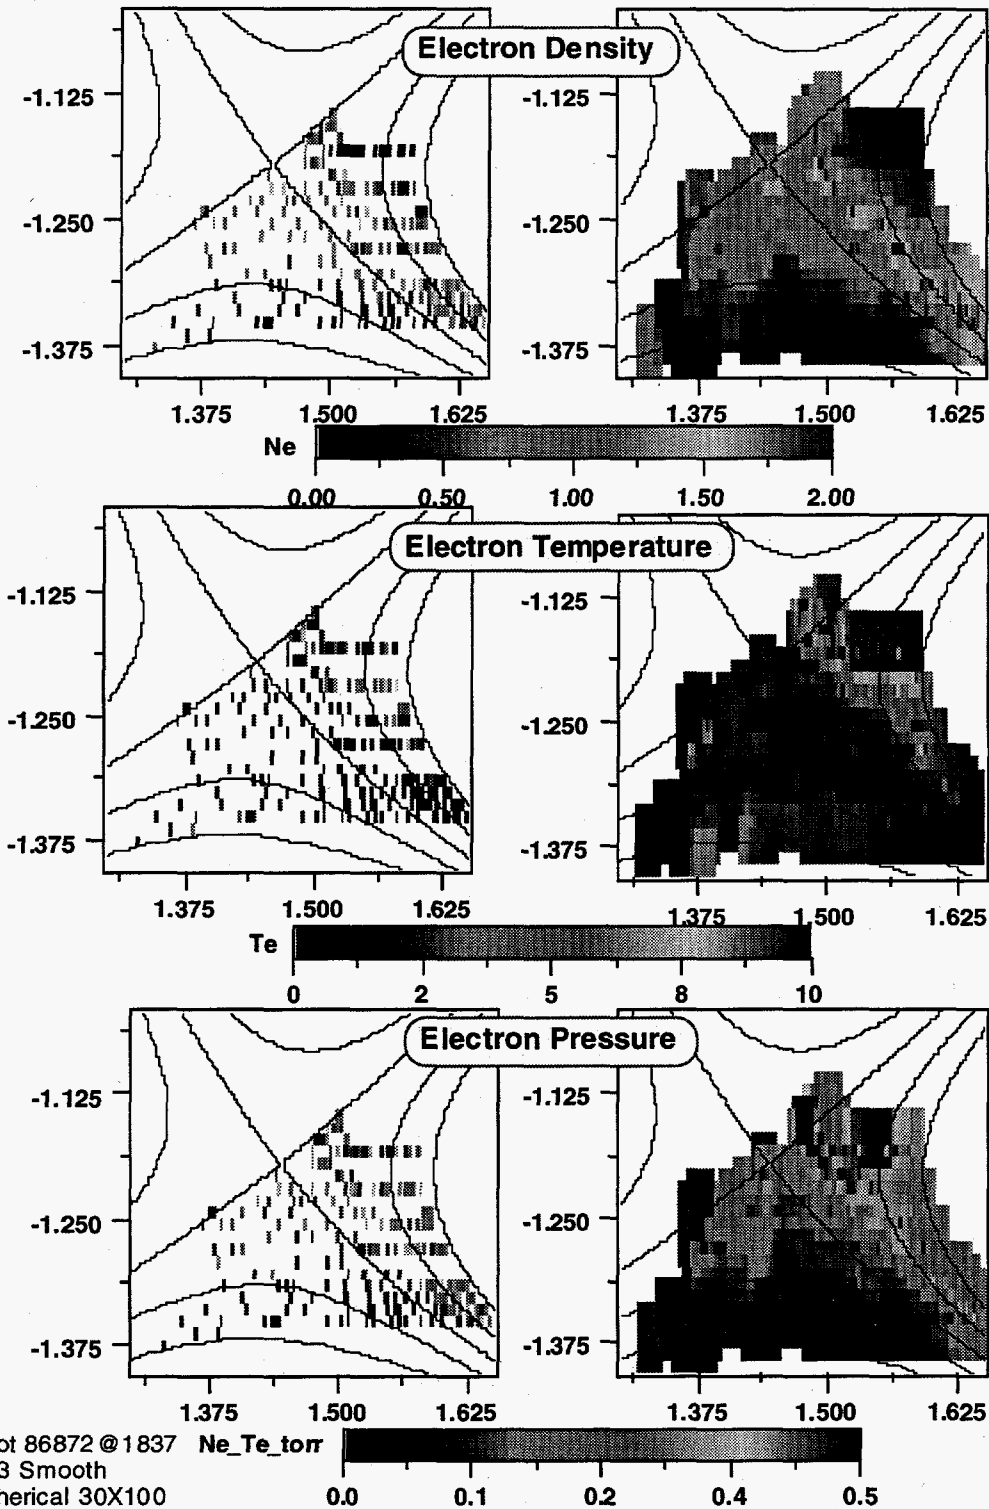 Electron Density
-1.125 -1.125
-1.250 -1.250
-1.375 -1.375
1.375 1.500 1.625 1.375 1.500 1.625
Ne
0.00 0.50 1.00 1.50 2.00
Electron Temperature
-1.125 -1.125
-1.250 -1.250
-1.375 -1.375
1.375 1.500 1.625 1.375 1.500 1.625
Te
0 2 5 8 10
Electron Pressure
-1.125 -1.125
-1.250 -1.250
-1.375 -1.375
1.375 1.500 1.625 1.375 1.500 1.625
ot 86872@1837 Ne_Te_torr
3 Smooth
herical 30X100
0.0 0.1 0.2 0.4 0.5